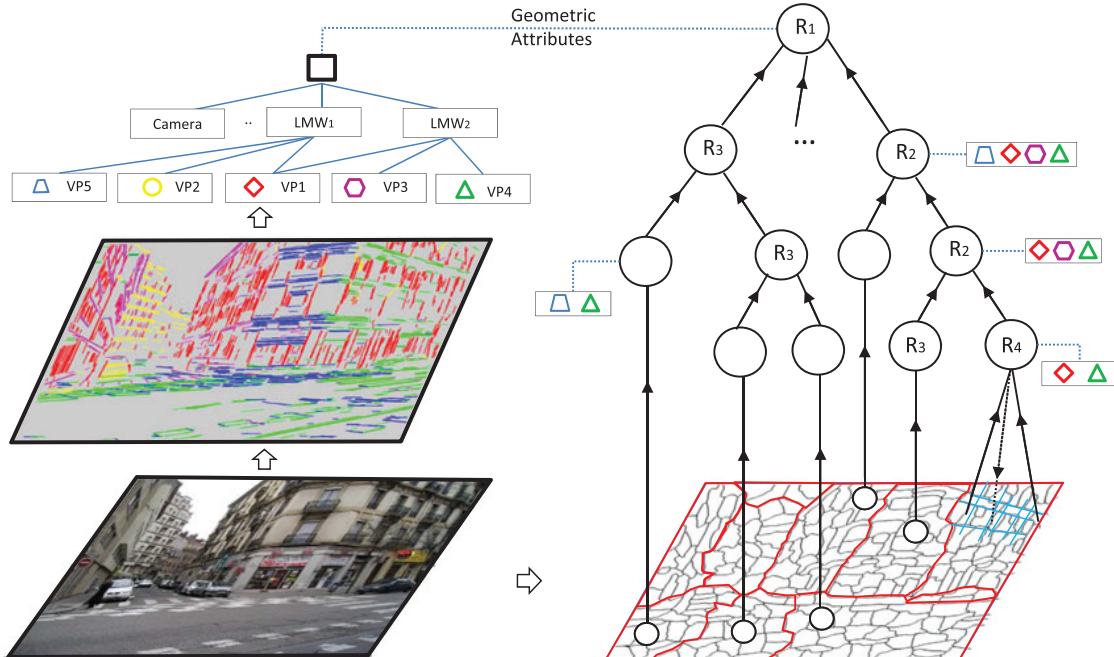 Geometric
Attributes
R1
Camera
..
LMW1
LMW2
R3
...
R2
VP5
VP2
VP1
VP3
VP4
R3
R2
R3
R4